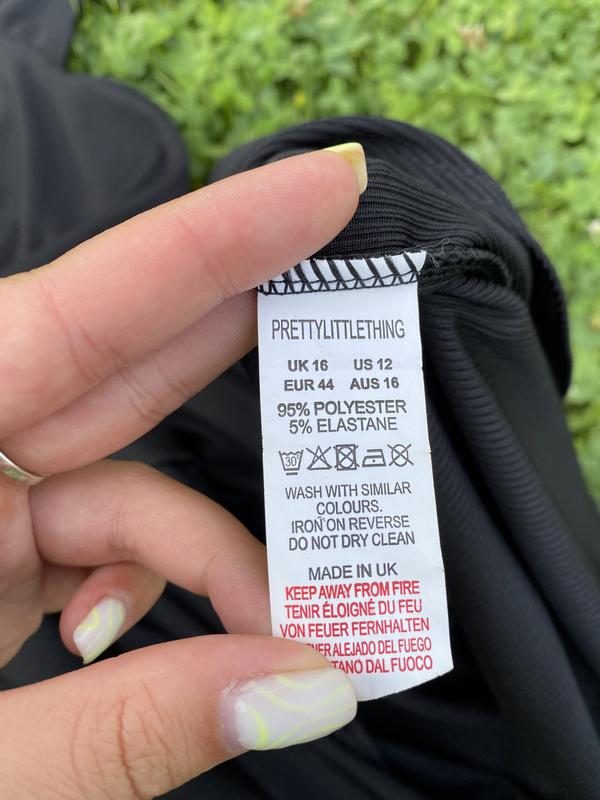 PRETTYLITTLETHING
UK 16 US 12
EUR 44 AUS 16
95% POLYESTER
5% ELASTANE
30°
WASH WITH SIMILAR
COLOURS.
IRON ON REVERSE
DO NOT DRY CLEAN
MADE IN UK
KEEP AWAY FROM FIRE
TENIR ÉLOIGNÉ DU FEU
VON FEUER FERNHALTEN
ALEJADO DEL FUEGO
DAL FUOCO